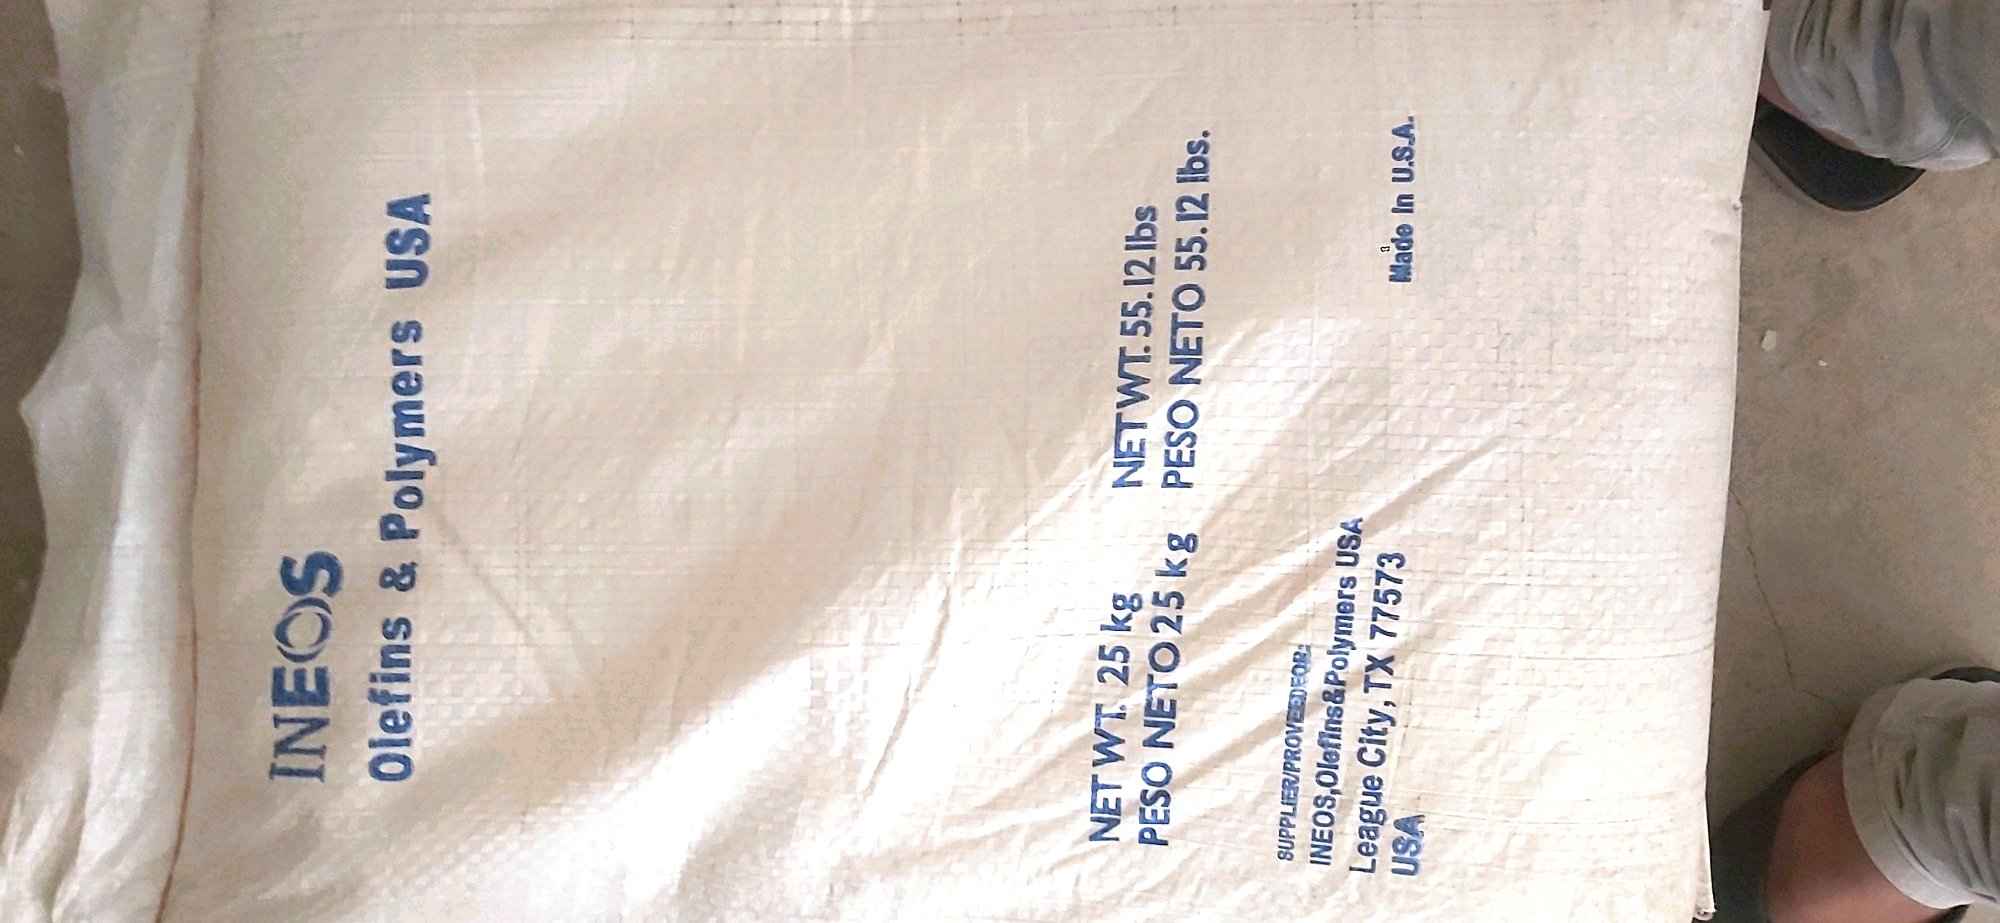 INEOS
Olefins & Polymers USA
NET WT. 25 kg NET WT. 55.12 lbs
PESO NETO 25 kg PESO NETO 55.12 lbs.
SUPPLIER/PROVEEDEOR:
INEOS,Olefins&Polymers USA
League City, TX 77573
USA
Made In U.S.A.